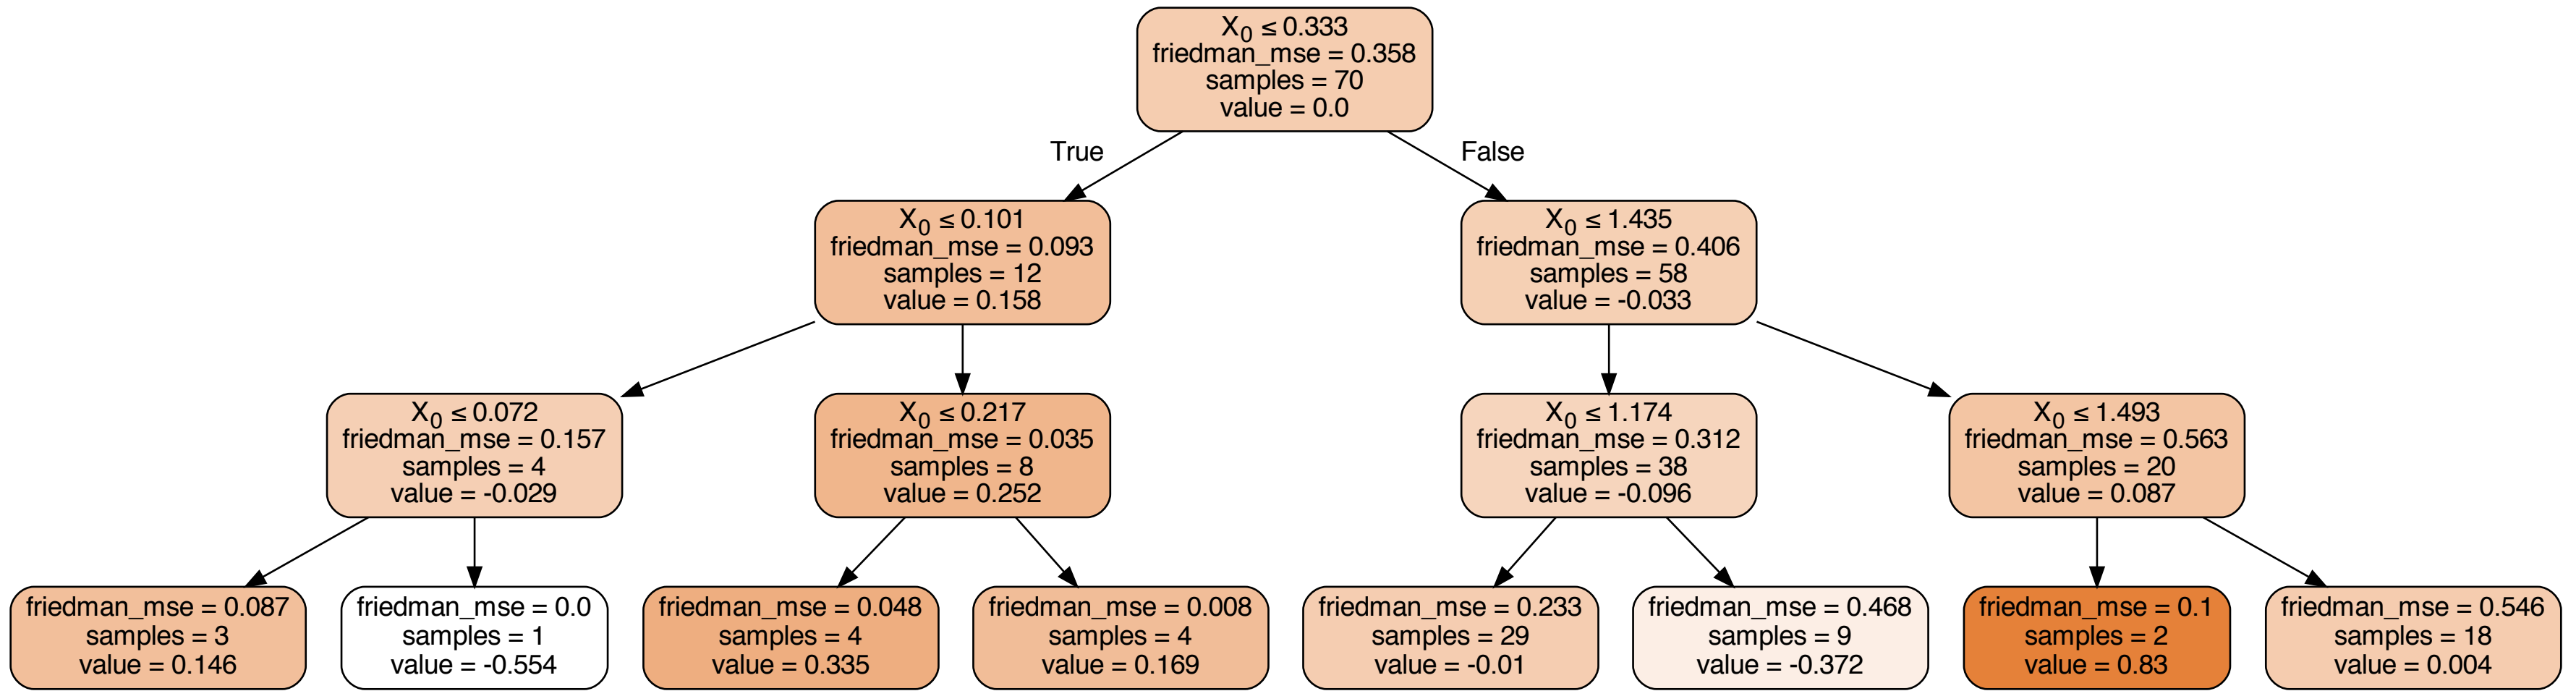 X₀ ≤ 0.333
friedman_mse = 0.358
samples = 70
value = 0.0
True
False
X₀ ≤ 0.101
friedman_mse = 0.093
samples = 12
value = 0.158
X₀ ≤ 1.435
friedman_mse = 0.406
samples = 58
value = -0.033
X₀ ≤ 0.072
friedman_mse = 0.157
samples = 4
value = -0.029
X₀ ≤ 0.217
friedman_mse = 0.035
samples = 8
value = 0.252
X₀ ≤ 1.174
friedman_mse = 0.312
samples = 38
value = -0.096
X₀ ≤ 1.493
friedman_mse = 0.563
samples = 20
value = 0.087
friedman_mse = 0.087
samples = 3
value = 0.146
friedman_mse = 0.0
samples = 1
value = -0.554
friedman_mse = 0.048
samples = 4
value = 0.335
friedman_mse = 0.008
samples = 4
value = 0.169
friedman_mse = 0.233
samples = 29
value = -0.01
friedman_mse = 0.468
samples = 9
value = -0.372
friedman_mse = 0.1
samples = 2
value = 0.83
friedman_mse = 0.546
samples = 18
value = 0.004